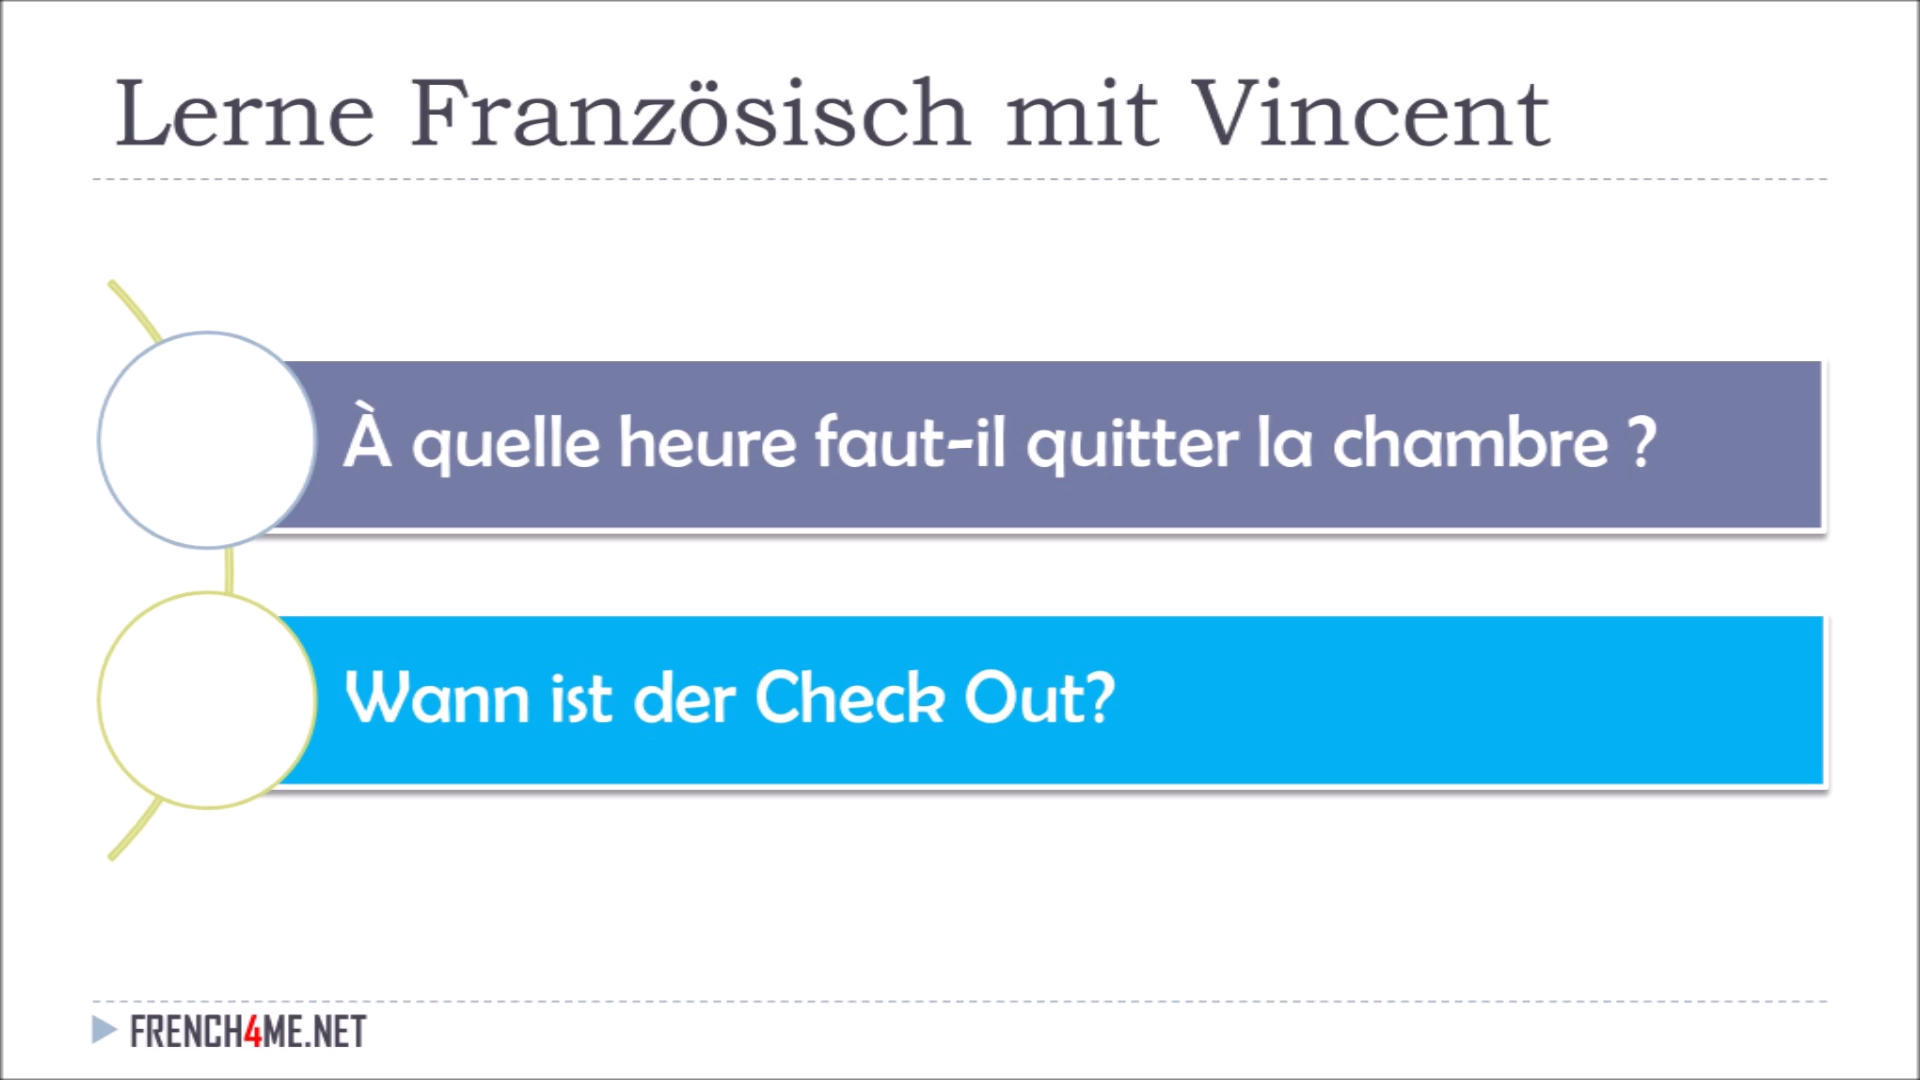 Lerne Französisch mit Vincent
À quelle heure faut-il quitter la chambre ?
Wann ist der Check Out?
FRENCH4ME.NET